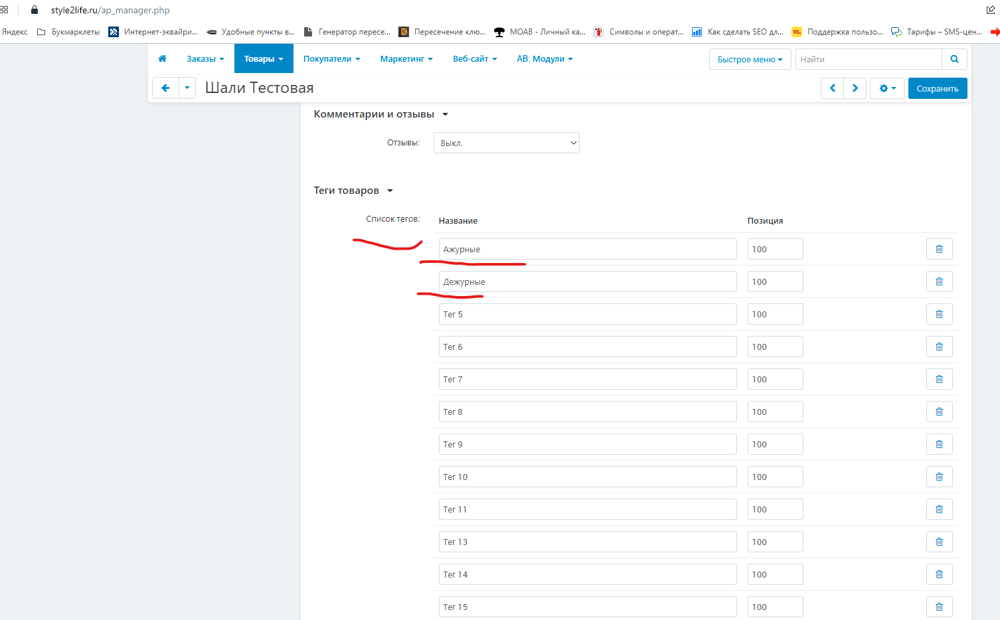 style2life.ru/ap_manager.php
Яндекс Букмарклеты Интернет-эквайри... Удобные пункты в... Генератор пересе... Пересечение клю... МОАВ - Личный ка... Символы и операт... Как сделать SEO дл... Поддержка пользо... Тарифы – SMS-цен...
Заказы Товары Покупатели Маркетинг Веб-сайт АВ: Модули Быстрое меню Найти
Шали Тестовая Сохранить
Комментарии и отзывы
Отзывы: Выкл.
Теги товаров
Список тегов: Название Позиция
Ажурные 100
Дежурные 100
Тег 5 100
Тег 6 100
Тег 7 100
Тег 8 100
Тег 9 100
Тег 10 100
Тег 11 100
Тег 13 100
Тег 14 100
Тег 15 100